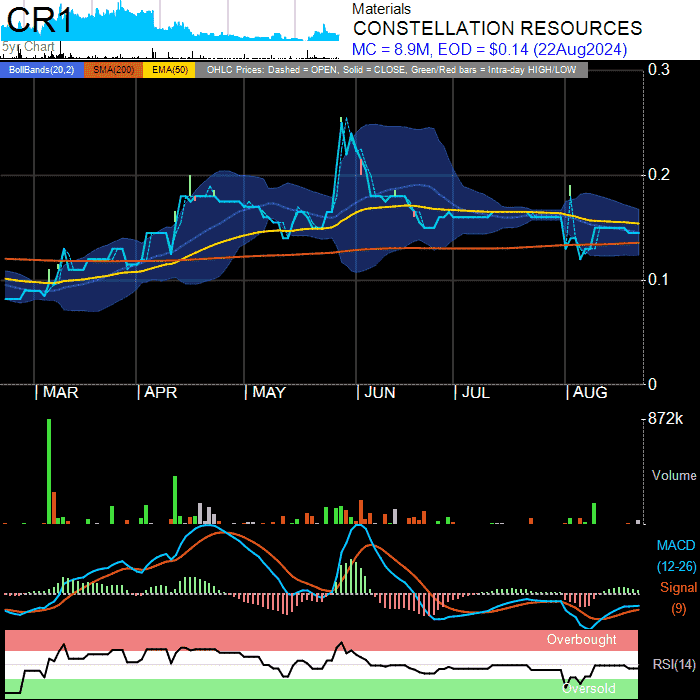 CR1
5yr Chart
Materials
CONSTELLATION RESOURCES
MC = 8.9M, EOD = $0.14 (22Aug2024)
BollBands(20,2) SMA(200) EMA(50) OHLC Prices: Dashed = OPEN, Solid = CLOSE, Green/Red bars = Intra-day HIGH/LOW
0.3
0.2
0.1
0
| MAR | APR | MAY | JUN | JUL | AUG
872k
Volume
MACD
(12-26)
Signal
(9)
Overbought
RSI(14)
Oversold